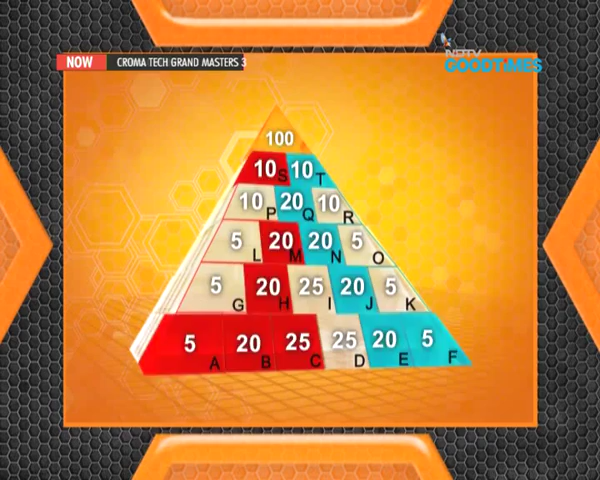 NDTV
GOODTiMES
NOW CROMA TECH GRAND MASTERS 3
100
10 S 10 T
10 P 20 Q 10 R
5 L 20 M 20 N 5 O
5 G 20 H 25 I 20 J 5 K
5 A 20 B 25 C 25 D 20 E 5 F